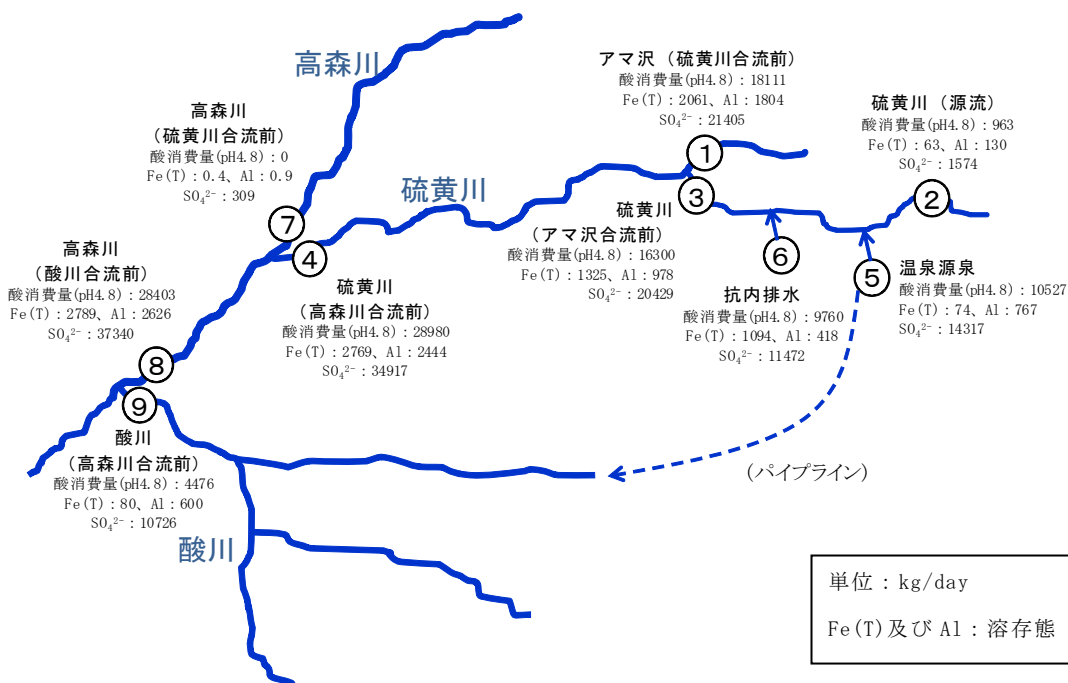 高森川
アマ沢（硫黄川合流前）
酸消費量(pH4.8)：18111
Fe(T)：2061、Al：1804
SO₄²⁻：21405
硫黄川（源流）
酸消費量(pH4.8)：963
Fe(T)：63、Al：130
SO₄²⁻：1574
高森川
（硫黄川合流前）
酸消費量(pH4.8)：0
Fe(T)：0.4、Al：0.9
SO₄²⁻：309
①
硫黄川
②
③
硫黄川
（アマ沢合流前）
酸消費量(pH4.8)：16300
Fe(T)：1325、Al：978
SO₄²⁻：20429
⑦
④
⑥
⑤
高森川
（酸川合流前）
酸消費量(pH4.8)：28403
Fe(T)：2789、Al：2626
SO₄²⁻：37340
硫黄川
（高森川合流前）
酸消費量(pH4.8)：28980
Fe(T)：2769、Al：2444
SO₄²⁻：34917
抗内排水
酸消費量(pH4.8)：9760
Fe(T)：1094、Al：418
SO₄²⁻：11472
温泉源泉
酸消費量(pH4.8)：10527
Fe(T)：74、Al：767
SO₄²⁻：14317
⑧
⑨
酸川
（高森川合流前）
酸消費量(pH4.8)：4476
Fe(T)：80、Al：600
SO₄²⁻：10726
（パイプライン）
酸川
単位：kg/day
Fe(T)及び Al：溶存態